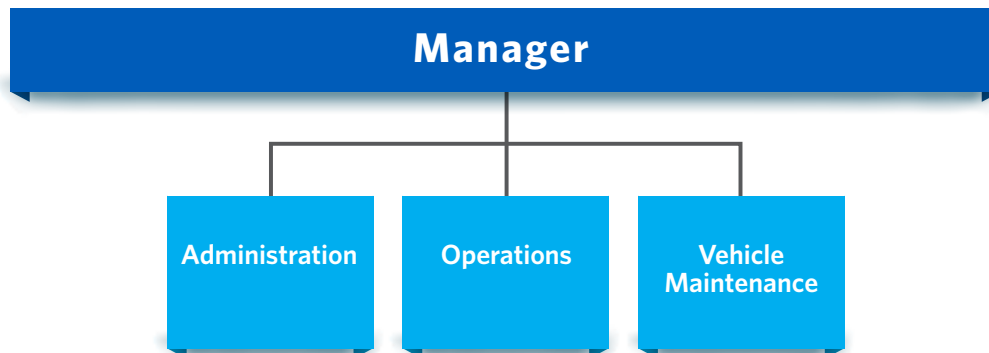 Manager
Administration
Operations
Vehicle
Maintenance